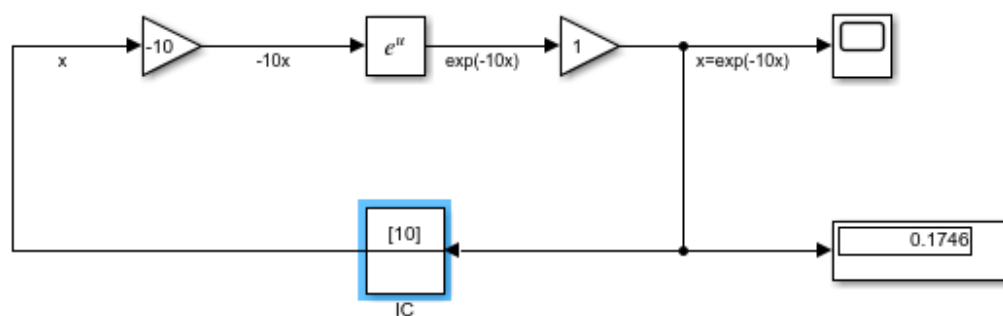 -10
e^u
1
x
-10x
exp(-10x)
x=exp(-10x)
[10]
0.1746
IC